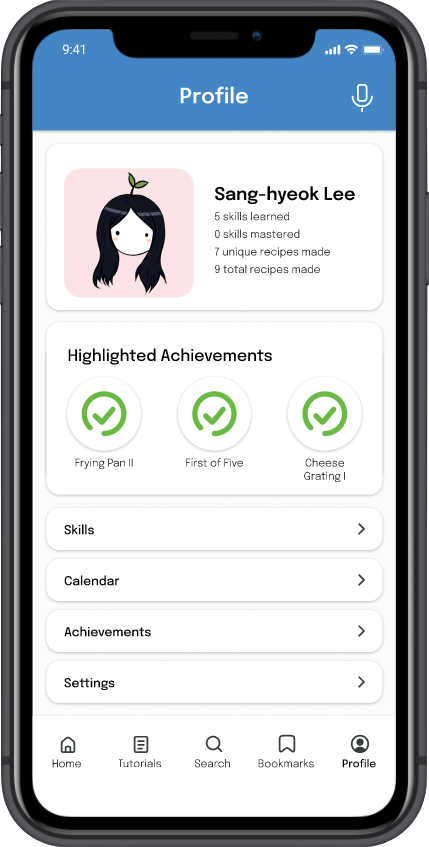 9:41
Profile
Sang-hyeok Lee
5 skills learned
0 skills mastered
7 unique recipes made
9 total recipes made
Highlighted Achievements
Frying Pan II
First of Five
Cheese
Grating I
Skills
Calendar
Achievements
Settings
Home
Tutorials
Search
Bookmarks
Profile